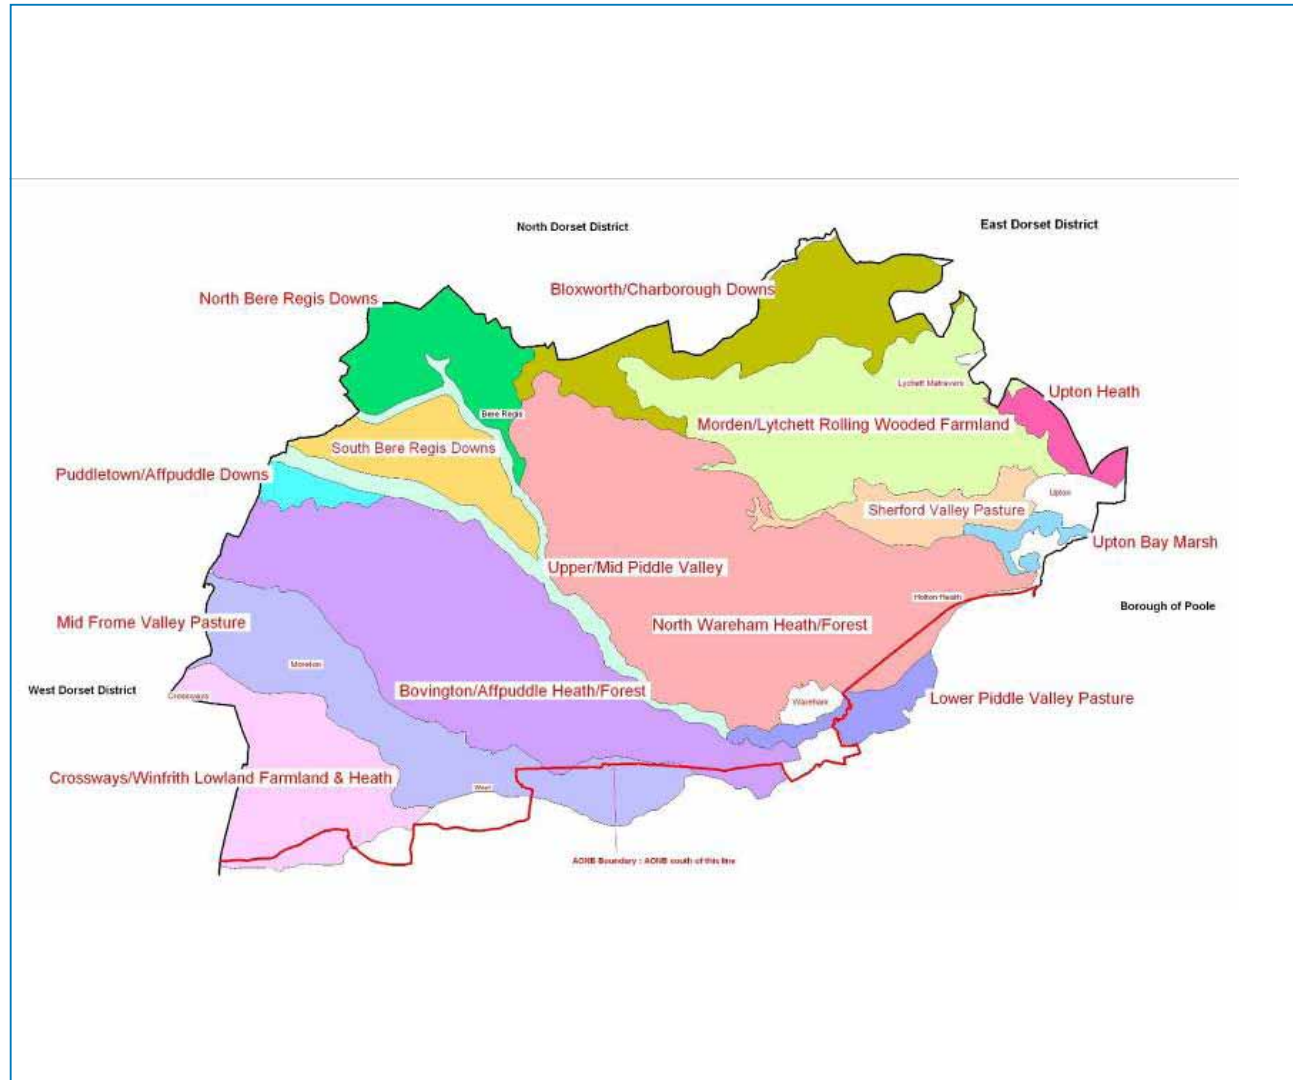 East Dorset District
North Dorset District
Bloxworth/Charborough Downs
North Bere Regis Downs
Lychett Matravers
Upton Heath
Bere Regis
Morden/Lytchett Rolling Wooded Farmland
South Bere Regis Downs
Puddletown/Affpuddle Downs
Upton
Sherford Valley Pasture
Upton Bay Marsh
Upper/Mid Piddle Valley
Holton Heath
Borough of Poole
Mid Frome Valley Pasture
North Wareham Heath/Forest
Moreton
West Dorset District
Crossways
Bovington/Affpuddle Heath/Forest
Wareham
Lower Piddle Valley Pasture
Crossways/Winfrith Lowland Farmland & Heath
Wool
AONB Boundary : AONB south of this line